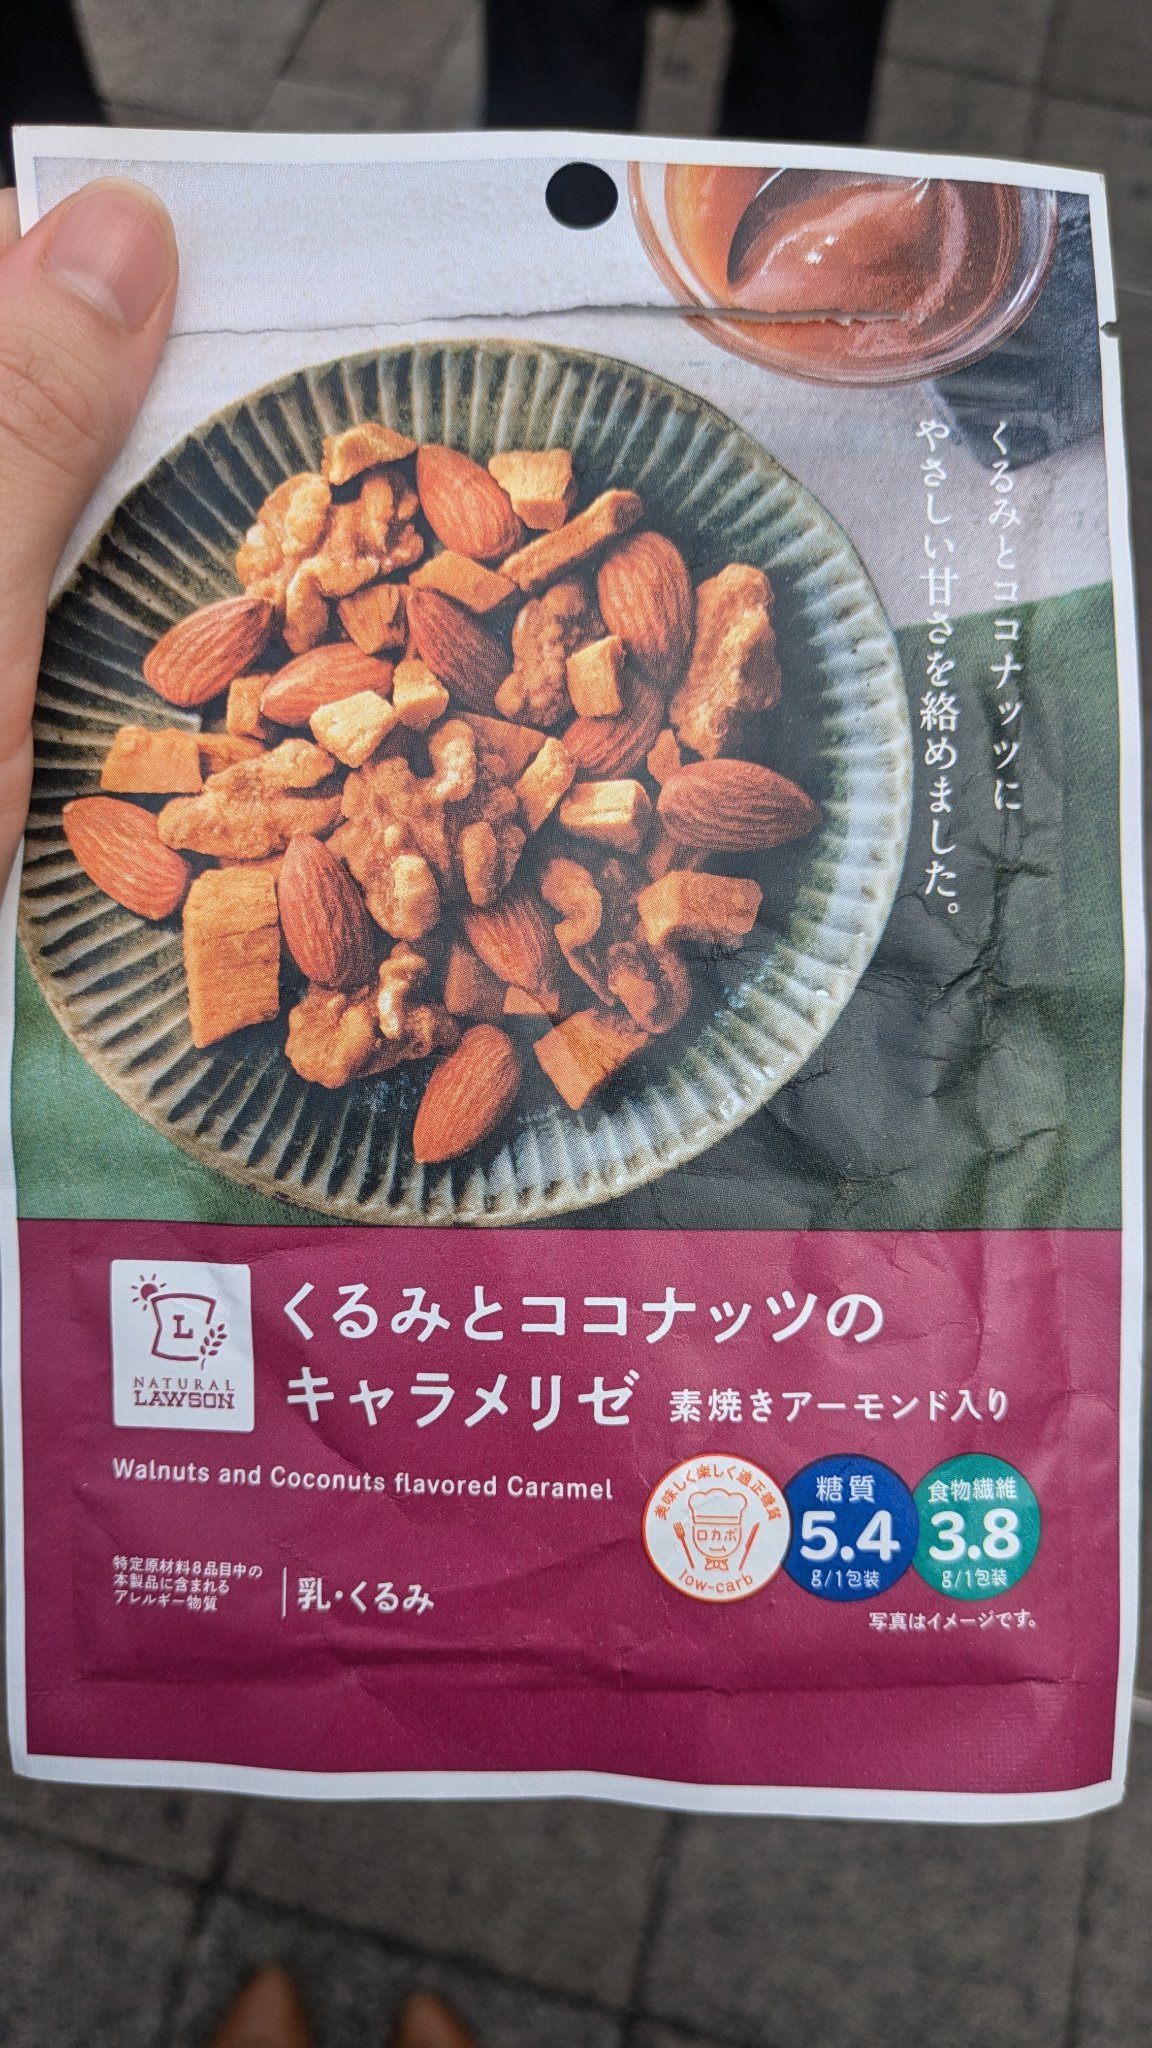 くるみとココナッツに
やさしい甘さを絡めました。
L
NATURAL
LAWSON
くるみとココナッツの
キャラメリゼ 素焼きアーモンド入り
Walnuts and Coconuts flavored Caramel
美味しく楽しく適正糖質
ロカボ
low-carb
糖質
5.4
g/1包装
食物繊維
3.8
g/1包装
特定原材料8品目中の
本製品に含まれる
アレルギー物質
乳・くるみ
写真はイメージです。